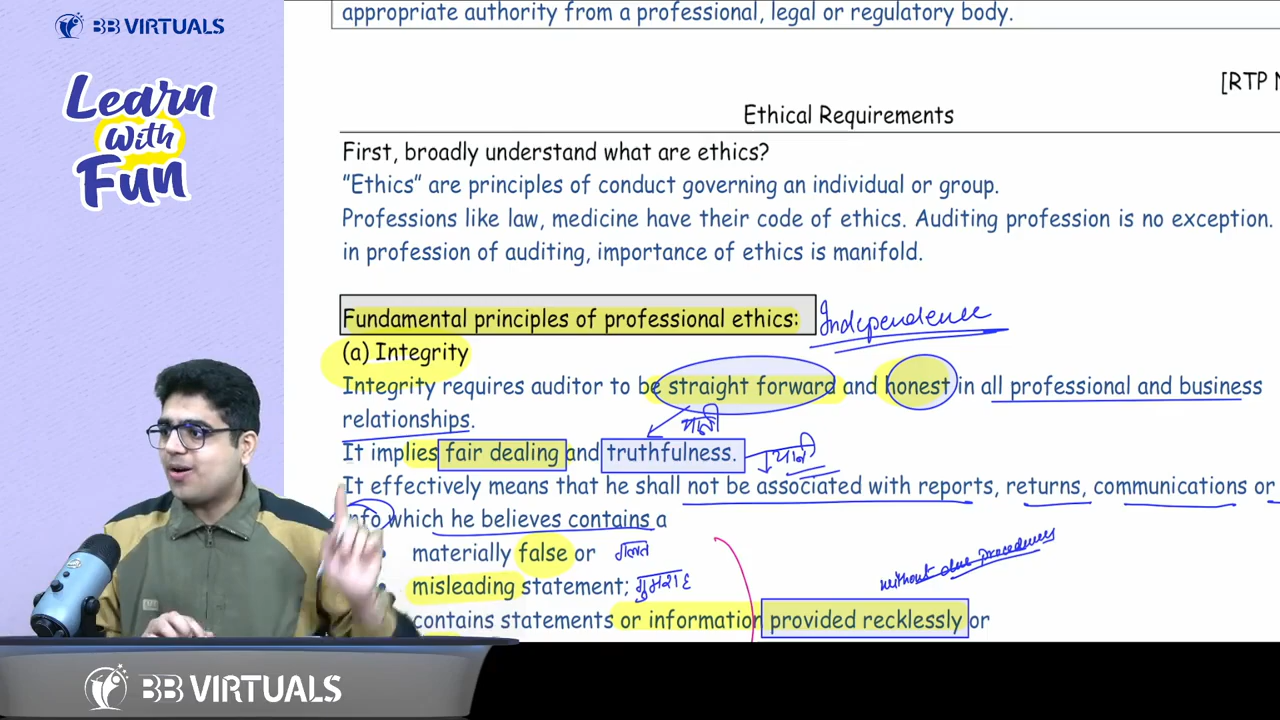 BB VIRTUALS
Learn
With
Fun
appropriate authority from a professional, legal or regulatory body.
[RTP N
Ethical Requirements
First, broadly understand what are ethics?
"Ethics" are principles of conduct governing an individual or group.
Professions like law, medicine have their code of ethics. Auditing profession is no exception.
in profession of auditing, importance of ethics is manifold.
Fundamental principles of professional ethics: Independence
(a) Integrity
Integrity requires auditor to be straight forward and honest in all professional and business
relationships.
यानी
It implies fair dealing and truthfulness. यानी
It effectively means that he shall not be associated with reports, returns, communications or
info which he believes contains a
materially false or गलत
misleading statement; गुमराह
without due procedures
contains statements or information provided recklessly or
BB VIRTUALS